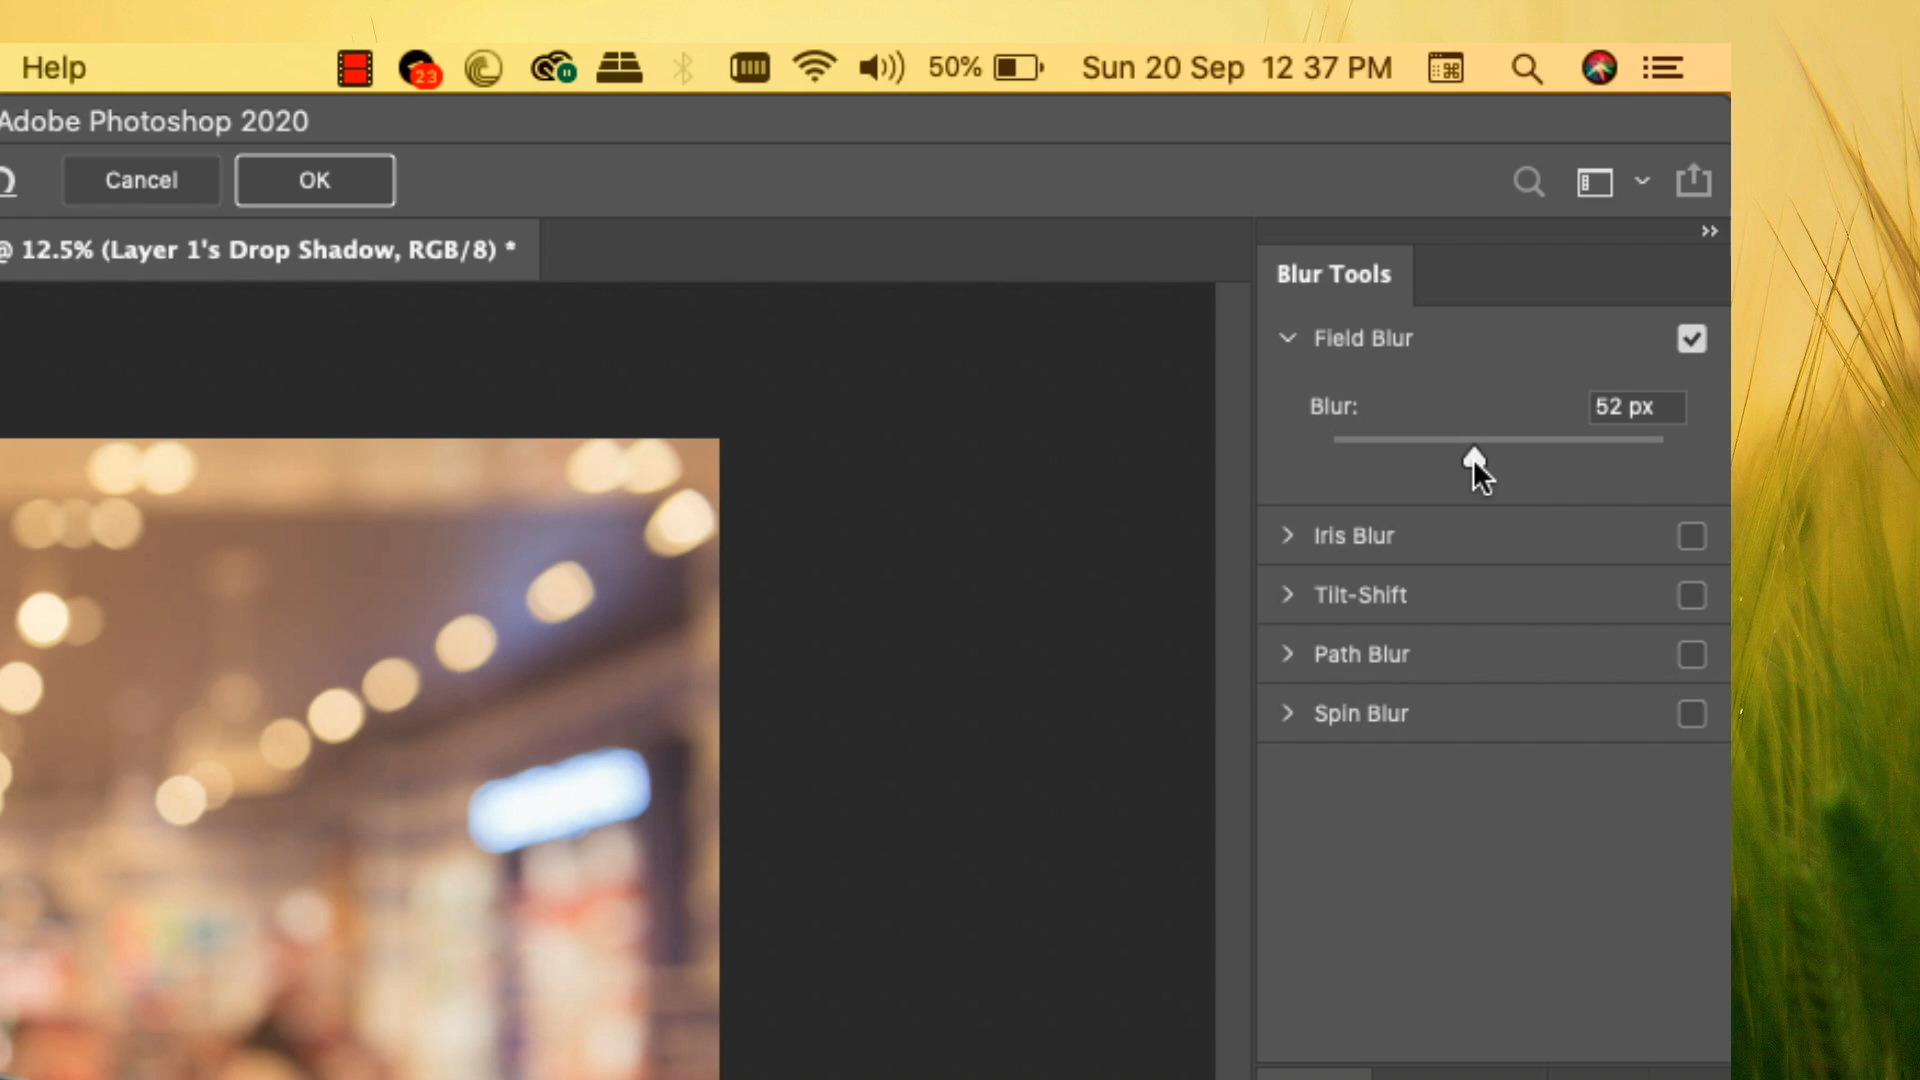 Help
23
50%
Sun 20 Sep 12 37 PM
Adobe Photoshop 2020
Cancel
OK
@ 12.5% (Layer 1's Drop Shadow, RGB/8) *
Blur Tools
Field Blur
Blur:
52 px
Iris Blur
Tilt-Shift
Path Blur
Spin Blur